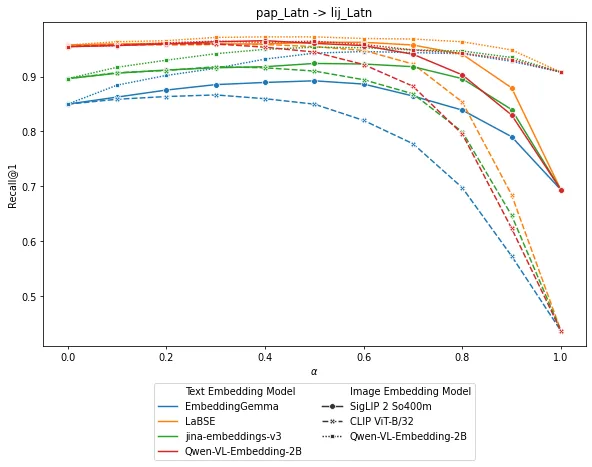 pap_Latn -> lij_Latn
Recall@1
0.9
0.8
0.7
0.6
0.5
0.0
0.2
0.4
0.6
0.8
1.0
α
Text Embedding Model
EmbeddingGemma
LaBSE
jina-embeddings-v3
Qwen-VL-Embedding-2B
Image Embedding Model
SigLIP 2 So400m
CLIP ViT-B/32
Qwen-VL-Embedding-2B